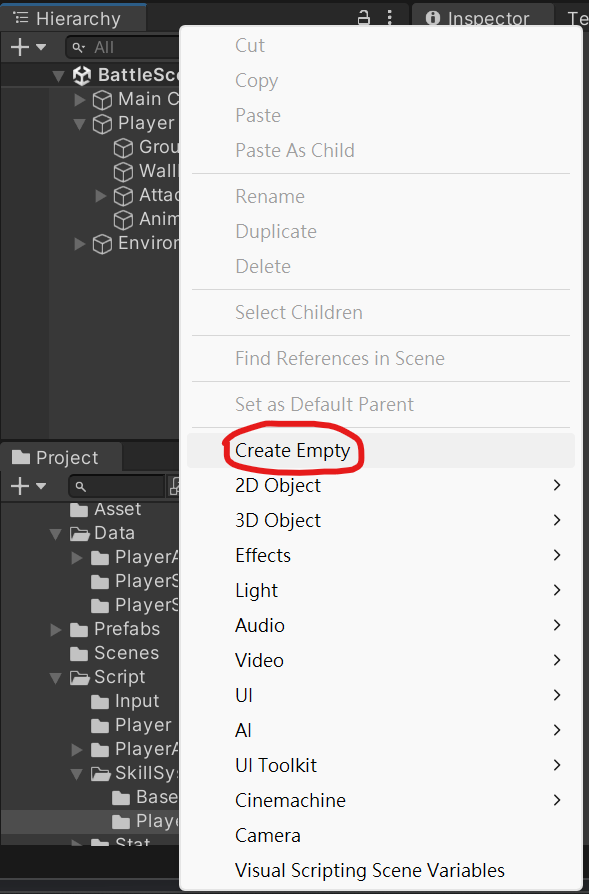 Hierarchy
Inspector
Te
All
BattleSce
Main C
Player
Grou
Wall
Attac
Anim
Enviror
Project
Asset
Data
PlayerA
PlayerS
PlayerS
Prefabs
Scenes
Script
Input
Player
PlayerA
SkillSy
Base
Playe
Stat
Cut
Copy
Paste
Paste As Child
Rename
Duplicate
Delete
Select Children
Find References in Scene
Set as Default Parent
Create Empty
2D Object
3D Object
Effects
Light
Audio
Video
UI
AI
UI Toolkit
Cinemachine
Camera
Visual Scripting Scene Variables